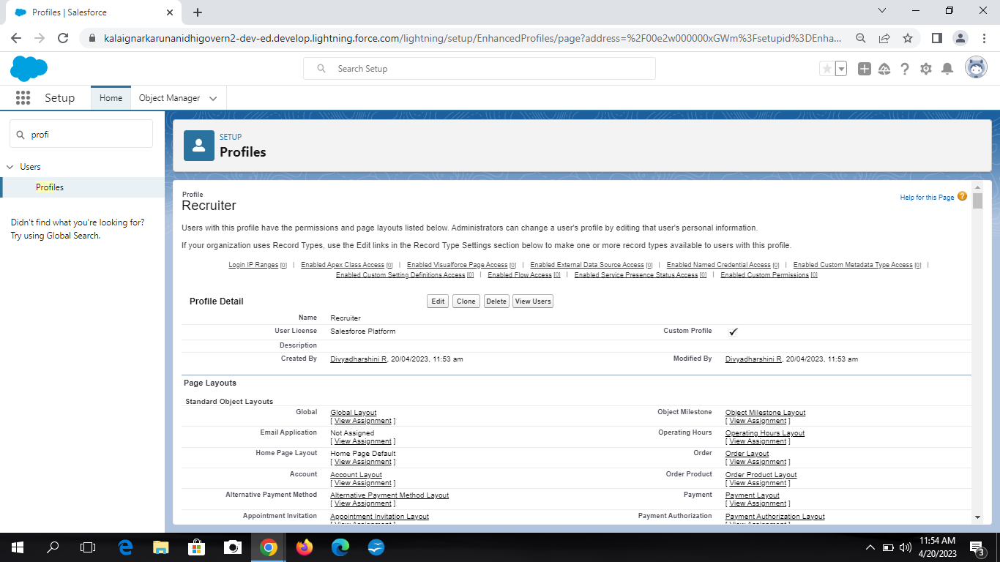 Profiles | Salesforce
kalaignarkarunanidhigovern2-dev-ed.develop.lightning.force.com/lightning/setup/EnhancedProfiles/page?address=%2F00e2w000000xGWm%3Fsetupid%3DEnha...
Search Setup
Setup Home Object Manager
profi
Users
Profiles
Didn't find what you're looking for?
Try using Global Search.
SETUP
Profiles
Profile
Recruiter
Help for this Page ?
Users with this profile have the permissions and page layouts listed below. Administrators can change a user's profile by editing that user's personal information.
If your organization uses Record Types, use the Edit links in the Record Type Settings section below to make one or more record types available to users with this profile.
Login IP Ranges [0] | Enabled Apex Class Access [0] | Enabled Visualforce Page Access [0] | Enabled External Data Source Access [0] | Enabled Named Credential Access [0] | Enabled Custom Metadata Type Access [0] |
Enabled Custom Setting Definitions Access [0] | Enabled Flow Access [0] | Enabled Service Presence Status Access [0] | Enabled Custom Permissions [0]
Profile Detail Edit Clone Delete View Users
Name Recruiter
User License Salesforce Platform Custom Profile ✓
Description
Created By Divyadharshini R, 20/04/2023, 11:53 am Modified By Divyadharshini R, 20/04/2023, 11:53 am
Page Layouts
Standard Object Layouts
Global Global Layout Object Milestone Object Milestone Layout
[ View Assignment ] [ View Assignment ]
Email Application Not Assigned Operating Hours Operating Hours Layout
[ View Assignment ] [ View Assignment ]
Home Page Layout Home Page Default Order Order Layout
[ View Assignment ] [ View Assignment ]
Account Account Layout Order Product Order Product Layout
[ View Assignment ] [ View Assignment ]
Alternative Payment Method Alternative Payment Method Layout Payment Payment Layout
[ View Assignment ] [ View Assignment ]
Appointment Invitation Appointment Invitation Layout Payment Authorization Payment Authorization Layout
[ View Assignment ] [ View Assignment ]
11:54 AM
4/20/2023
3